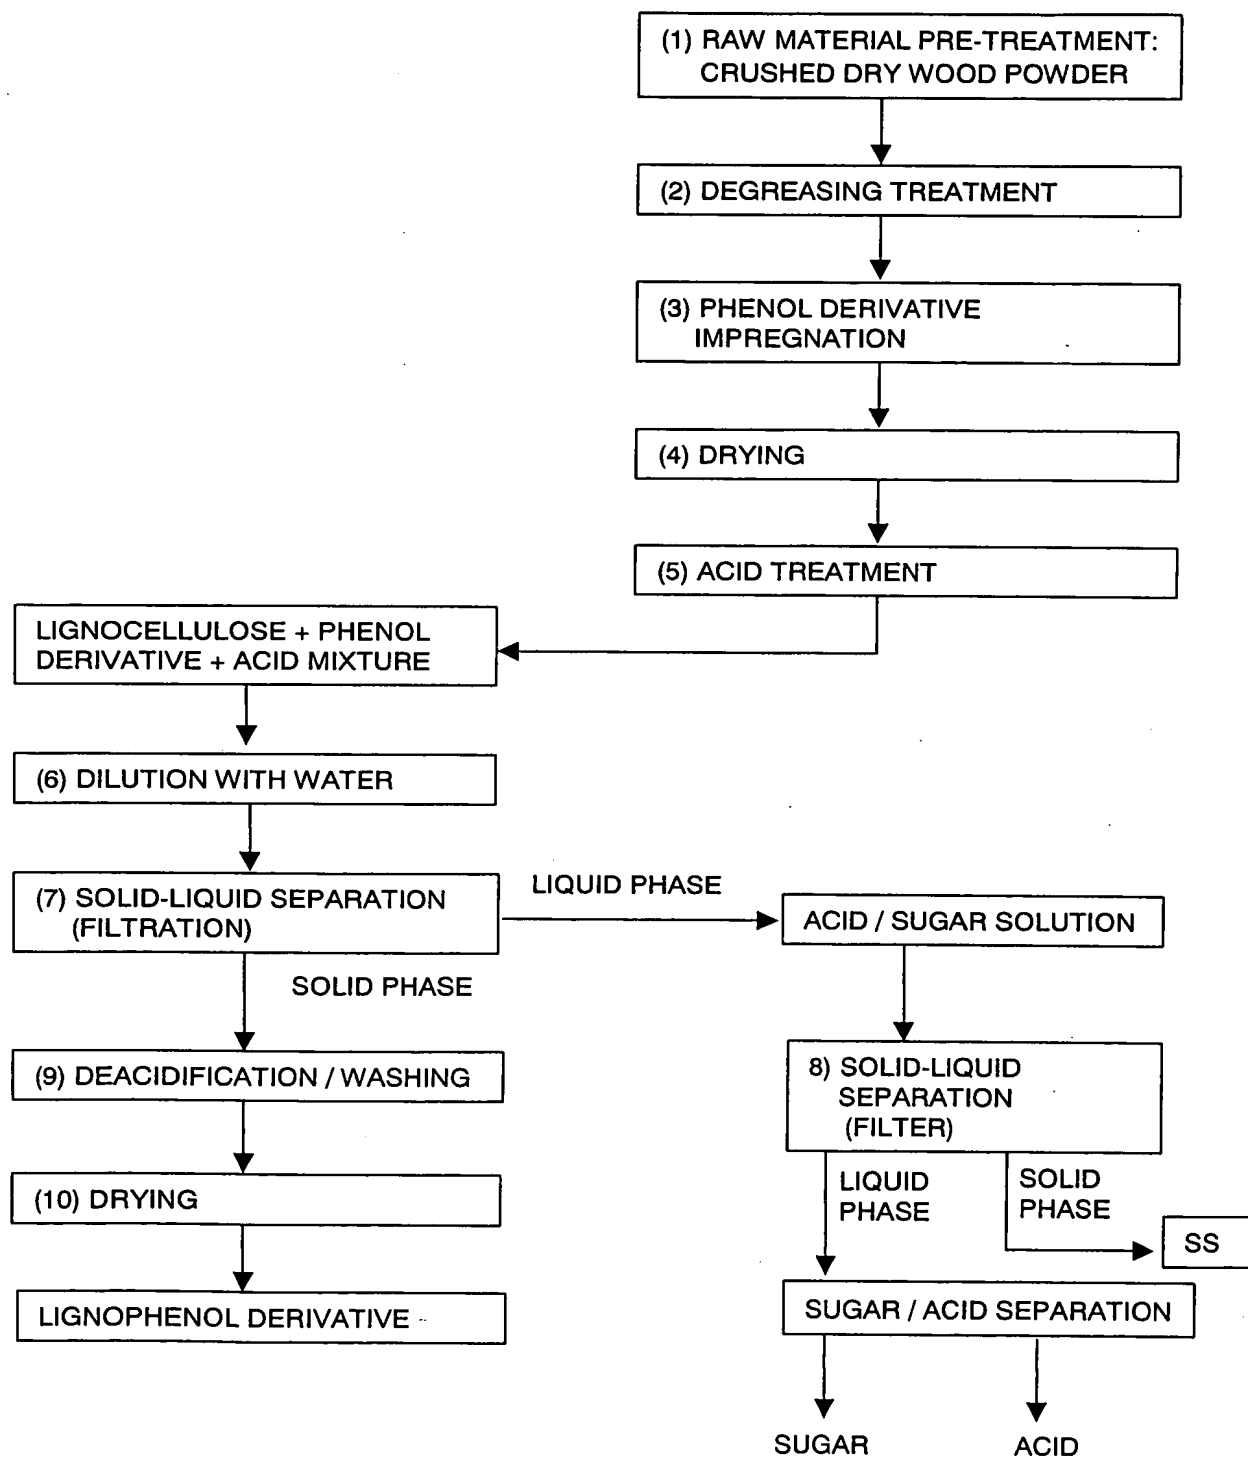 (1) RAW MATERIAL PRE-TREATMENT:
CRUSHED DRY WOOD POWDER
(2) DEGREASING TREATMENT
(3) PHENOL DERIVATIVE
IMPREGNATION
(4) DRYING
(5) ACID TREATMENT
LIGNOCELLULOSE + PHENOL
DERIVATIVE + ACID MIXTURE
(6) DILUTION WITH WATER
(7) SOLID-LIQUID SEPARATION
(FILTRATION)
LIQUID PHASE
ACID / SUGAR SOLUTION
SOLID PHASE
(9) DEACIDIFICATION / WASHING
8) SOLID-LIQUID
SEPARATION
(FILTER)
(10) DRYING
LIQUID
PHASE
SOLID
PHASE
SS
LIGNOPHENOL DERIVATIVE
SUGAR / ACID SEPARATION
SUGAR
ACID